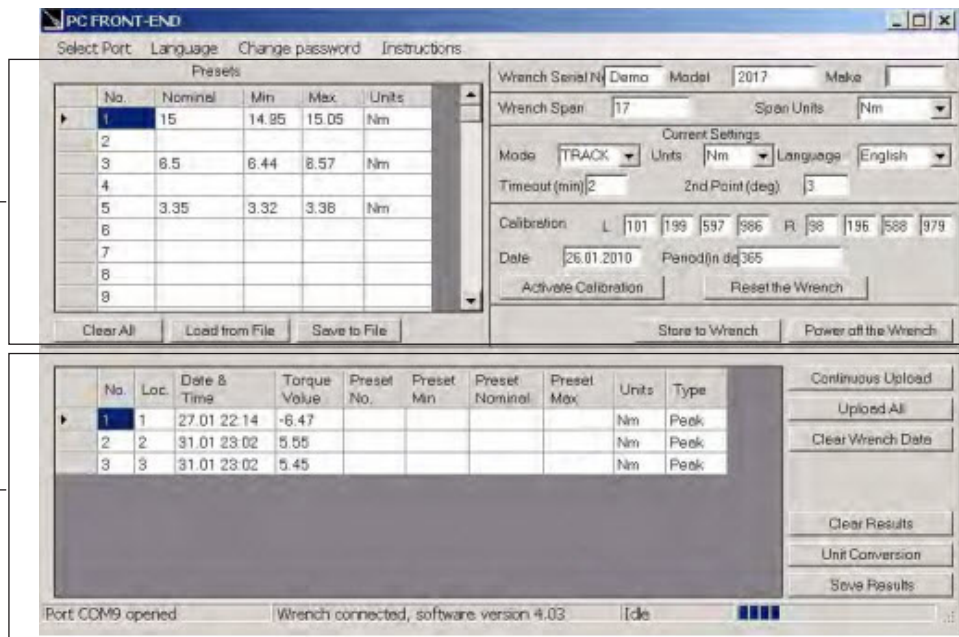 PC FRONT-END
Select Port Language Change password Instructions
Presets
No. Nominal Min Max Units
1 15 14.95 15.05 Nm
2
3 6.5 6.44 6.57 Nm
4
5 3.35 3.32 3.38 Nm
6
7
8
9
Clear All Load from File Save to File
Wrench Serial N Demo Model 2017 Make
Wrench Span 17 Span Units Nm
Current Settings
Mode TRACK Units Nm Language English
Timeout (min) 2 2nd Point (deg) 3
Calibration L 101 199 597 986 R 98 196 588 979
Date 26.01.2010 Period(in de 365
Activate Calibration Reset the Wrench
Store to Wrench Power off the Wrench
No. Loc. Date & Time Torque Value Preset No. Preset Min Preset Nominal Preset Max Units Type
1 1 27.01 22:14 -6.47 Nm Peak
2 2 31.01 23:02 5.55 Nm Peak
3 3 31.01 23:02 5.45 Nm Peak
Continuous Upload
Upload All
Clear Wrench Data
Clear Results
Unit Conversion
Save Results
Port COM9 opened Wrench connected, software version 4.03 Idle